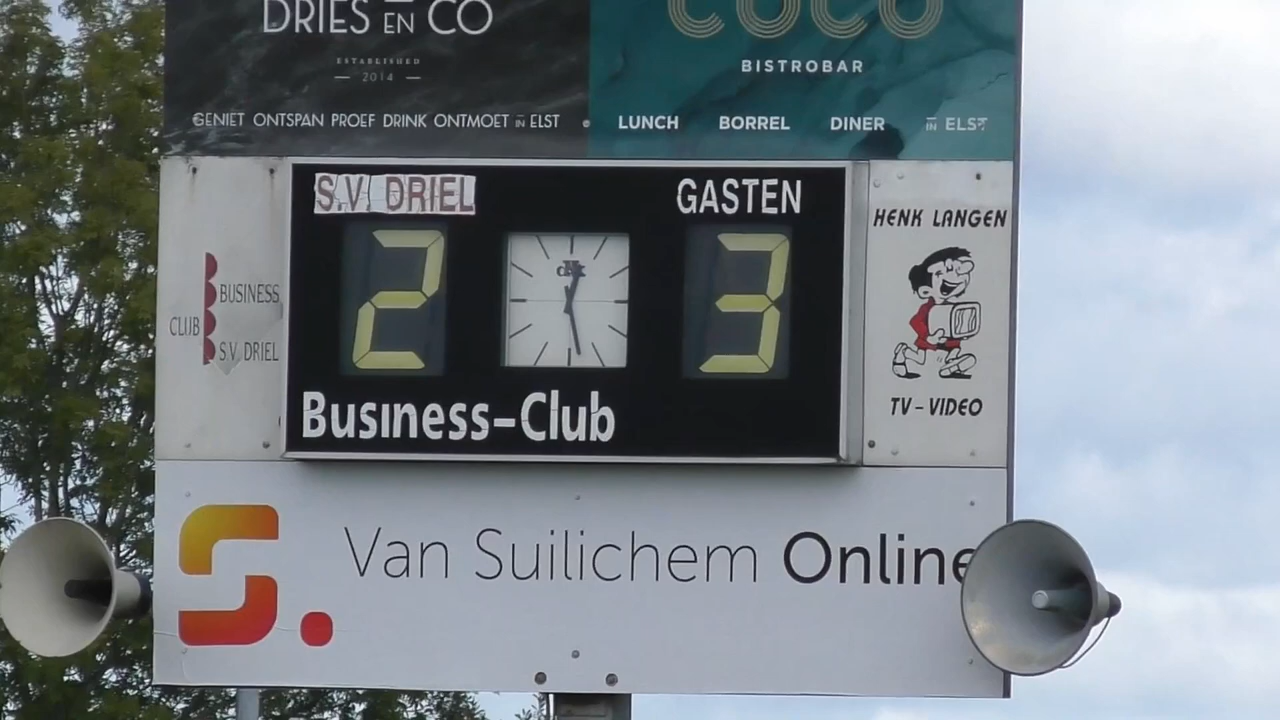 DRIES EN CO
ESTABLISHED
2014
GENIET ONTSPAN PROEF DRINK ONTMOET IN ELST
COCO
BISTROBAR
LUNCH BORREL DINER IN ELST
S.V. DRIEL
GASTEN
2
3
Business-Club
BUSINESS
CLUB
S.V. DRIEL
HENK LANGEN
TV-VIDEO
S.
Van Suilichem Online